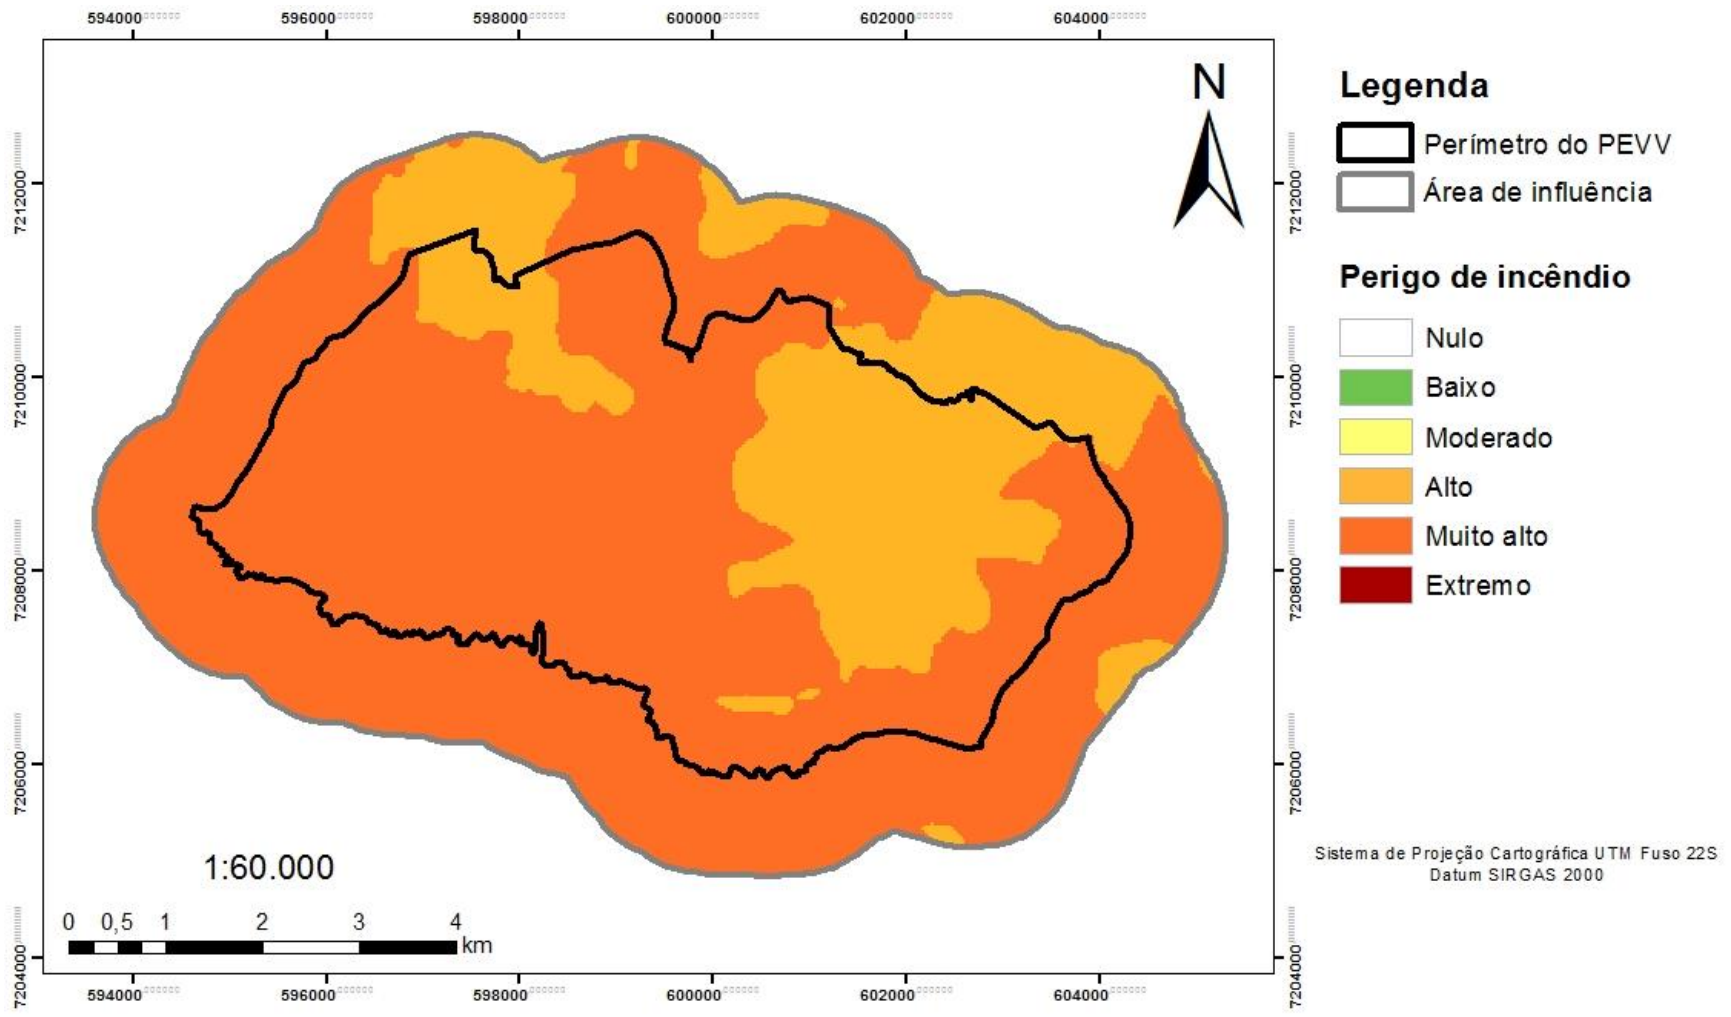 594000 596000 598000 600000 602000 604000
N
7212000
7210000
7208000
7206000
7204000
7212000
7210000
7208000
7206000
7204000
1:60.000
0 0,5 1 2 3 4
km
594000 596000 598000 600000 602000 604000
Legenda
Perímetro do PEVV
Área de influência
Perigo de incêndio
Nulo
Baixo
Moderado
Alto
Muito alto
Extremo
Sistema de Projeção Cartográfica UTM Fuso 22S
Datum SIRGAS 2000